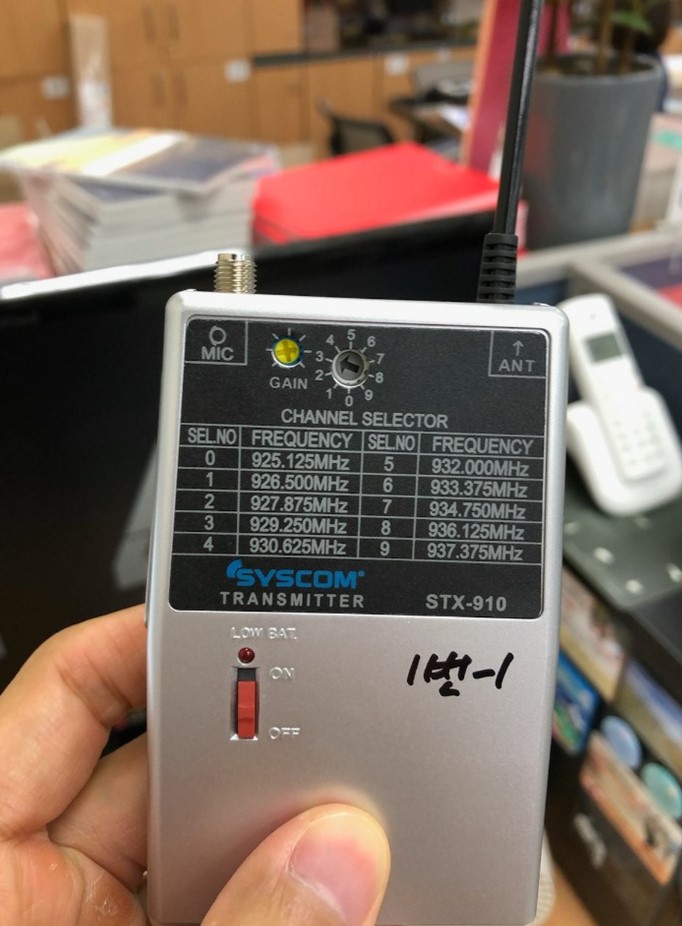 MIC
GAIN
0 1 2 3 4 5 6 7 8 9
↑
ANT
CHANNEL SELECTOR
SEL.NO FREQUENCY SEL.NO FREQUENCY
0 925.125MHz 5 932.000MHz
1 926.500MHz 6 933.375MHz
2 927.875MHz 7 934.750MHz
3 929.250MHz 8 936.125MHz
4 930.625MHz 9 937.375MHz
SYSCOM
TRANSMITTER STX-910
LOW BAT.
ON
OFF
1번-1